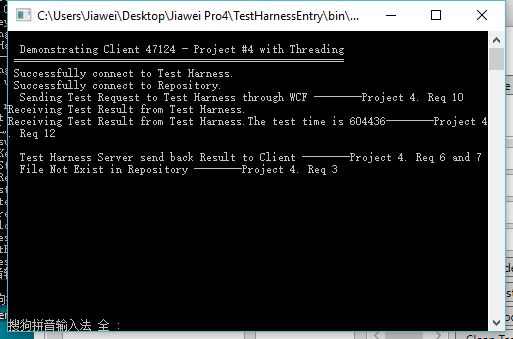 C:\Users\Jiawei\Desktop\Jiawei Pro4\TestHarnessEntry\bin\...
Demonstrating Client 47124 - Project #4 with Threading
Successfully connect to Test Harness.
Successfully connect to Repository.
Sending Test Request to Test Harness through WCF ————Project 4. Req 10
Receiving Test Result from Test Harness.
Receiving Test Result from Test Harness.The test time is 604436————Project 4
. Req 12
Test Harness Server send back Result to Client ————Project 4. Req 6 and 7
File Not Exist in Repository ————Project 4. Req 3
搜狗拼音输入法 全 :